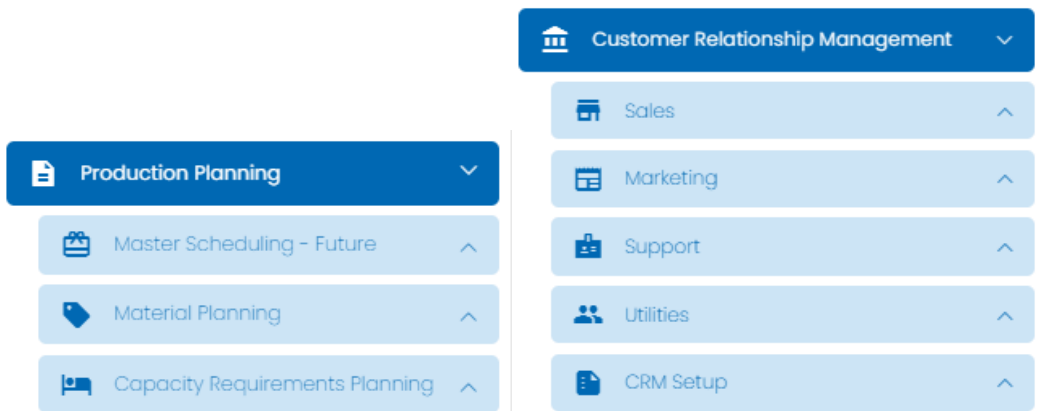 Production Planning
Master Scheduling - Future
Material Planning
Capacity Requirements Planning
Customer Relationship Management
Sales
Marketing
Support
Utilities
CRM Setup